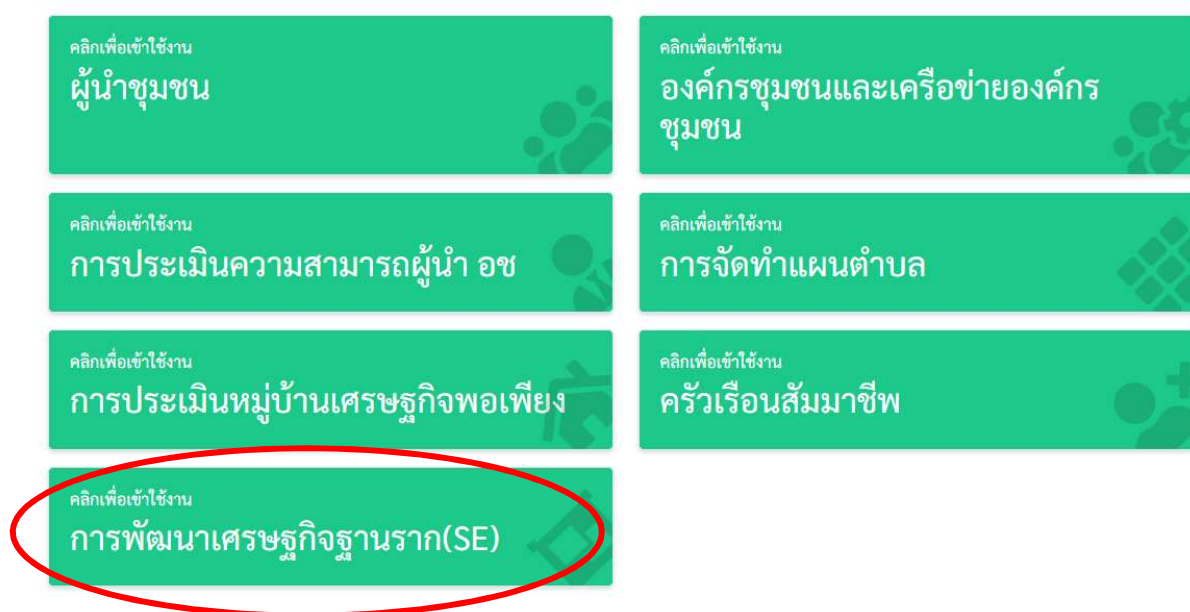 คลิกเพื่อเข้าใช้งาน
ผู้นำชุมชน
คลิกเพื่อเข้าใช้งาน
องค์กรชุมชนและเครือข่ายองค์กร
ชุมชน
คลิกเพื่อเข้าใช้งาน
การประเมินความสามารถผู้นำ อช
คลิกเพื่อเข้าใช้งาน
การจัดทำแผนตำบล
คลิกเพื่อเข้าใช้งาน
การประเมินหมู่บ้านเศรษฐกิจพอเพียง
คลิกเพื่อเข้าใช้งาน
ครัวเรือนสัมมาชีพ
คลิกเพื่อเข้าใช้งาน
การพัฒนาเศรษฐกิจฐานราก(SE)